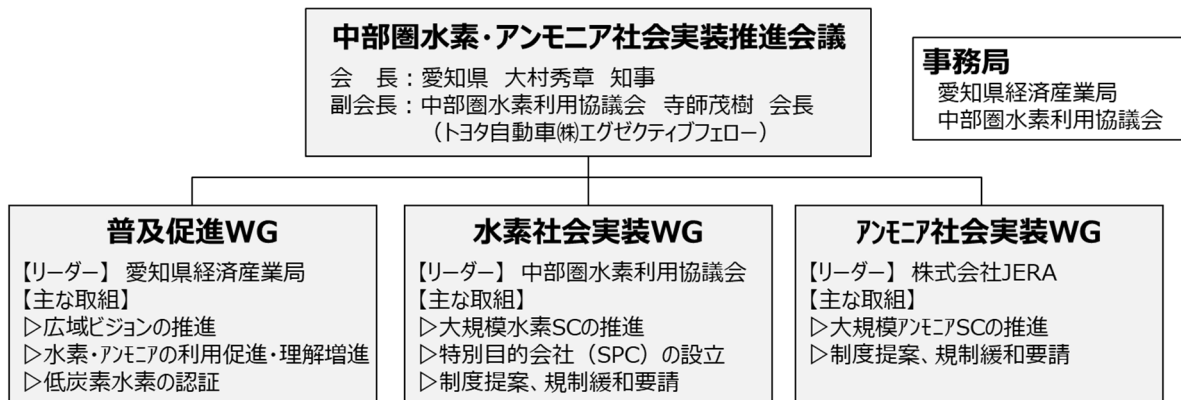 中部圏水素・アンモニア社会実装推進会議
会　長：愛知県　大村秀章　知事
副会長：中部圏水素利用協議会　寺師茂樹　会長
（トヨタ自動車㈱エグゼクティブフェロー）
事務局
愛知県経済産業局
中部圏水素利用協議会
普及促進WG
【リーダー】 愛知県経済産業局
【主な取組】
▷広域ビジョンの推進
▷水素・アンモニアの利用促進・理解増進
▷低炭素水素の認証
水素社会実装WG
【リーダー】 中部圏水素利用協議会
【主な取組】
▷大規模水素SCの推進
▷特別目的会社（SPC）の設立
▷制度提案、規制緩和要請
アンモニア社会実装WG
【リーダー】 株式会社JERA
【主な取組】
▷大規模アンモニアSCの推進
▷制度提案、規制緩和要請